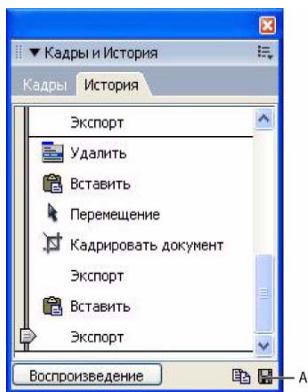 Кадры и История
Кадры История
Экспорт
Удалить
Вставить
Перемещение
Кадрировать документ
Экспорт
Вставить
Экспорт
Воспроизведение
A